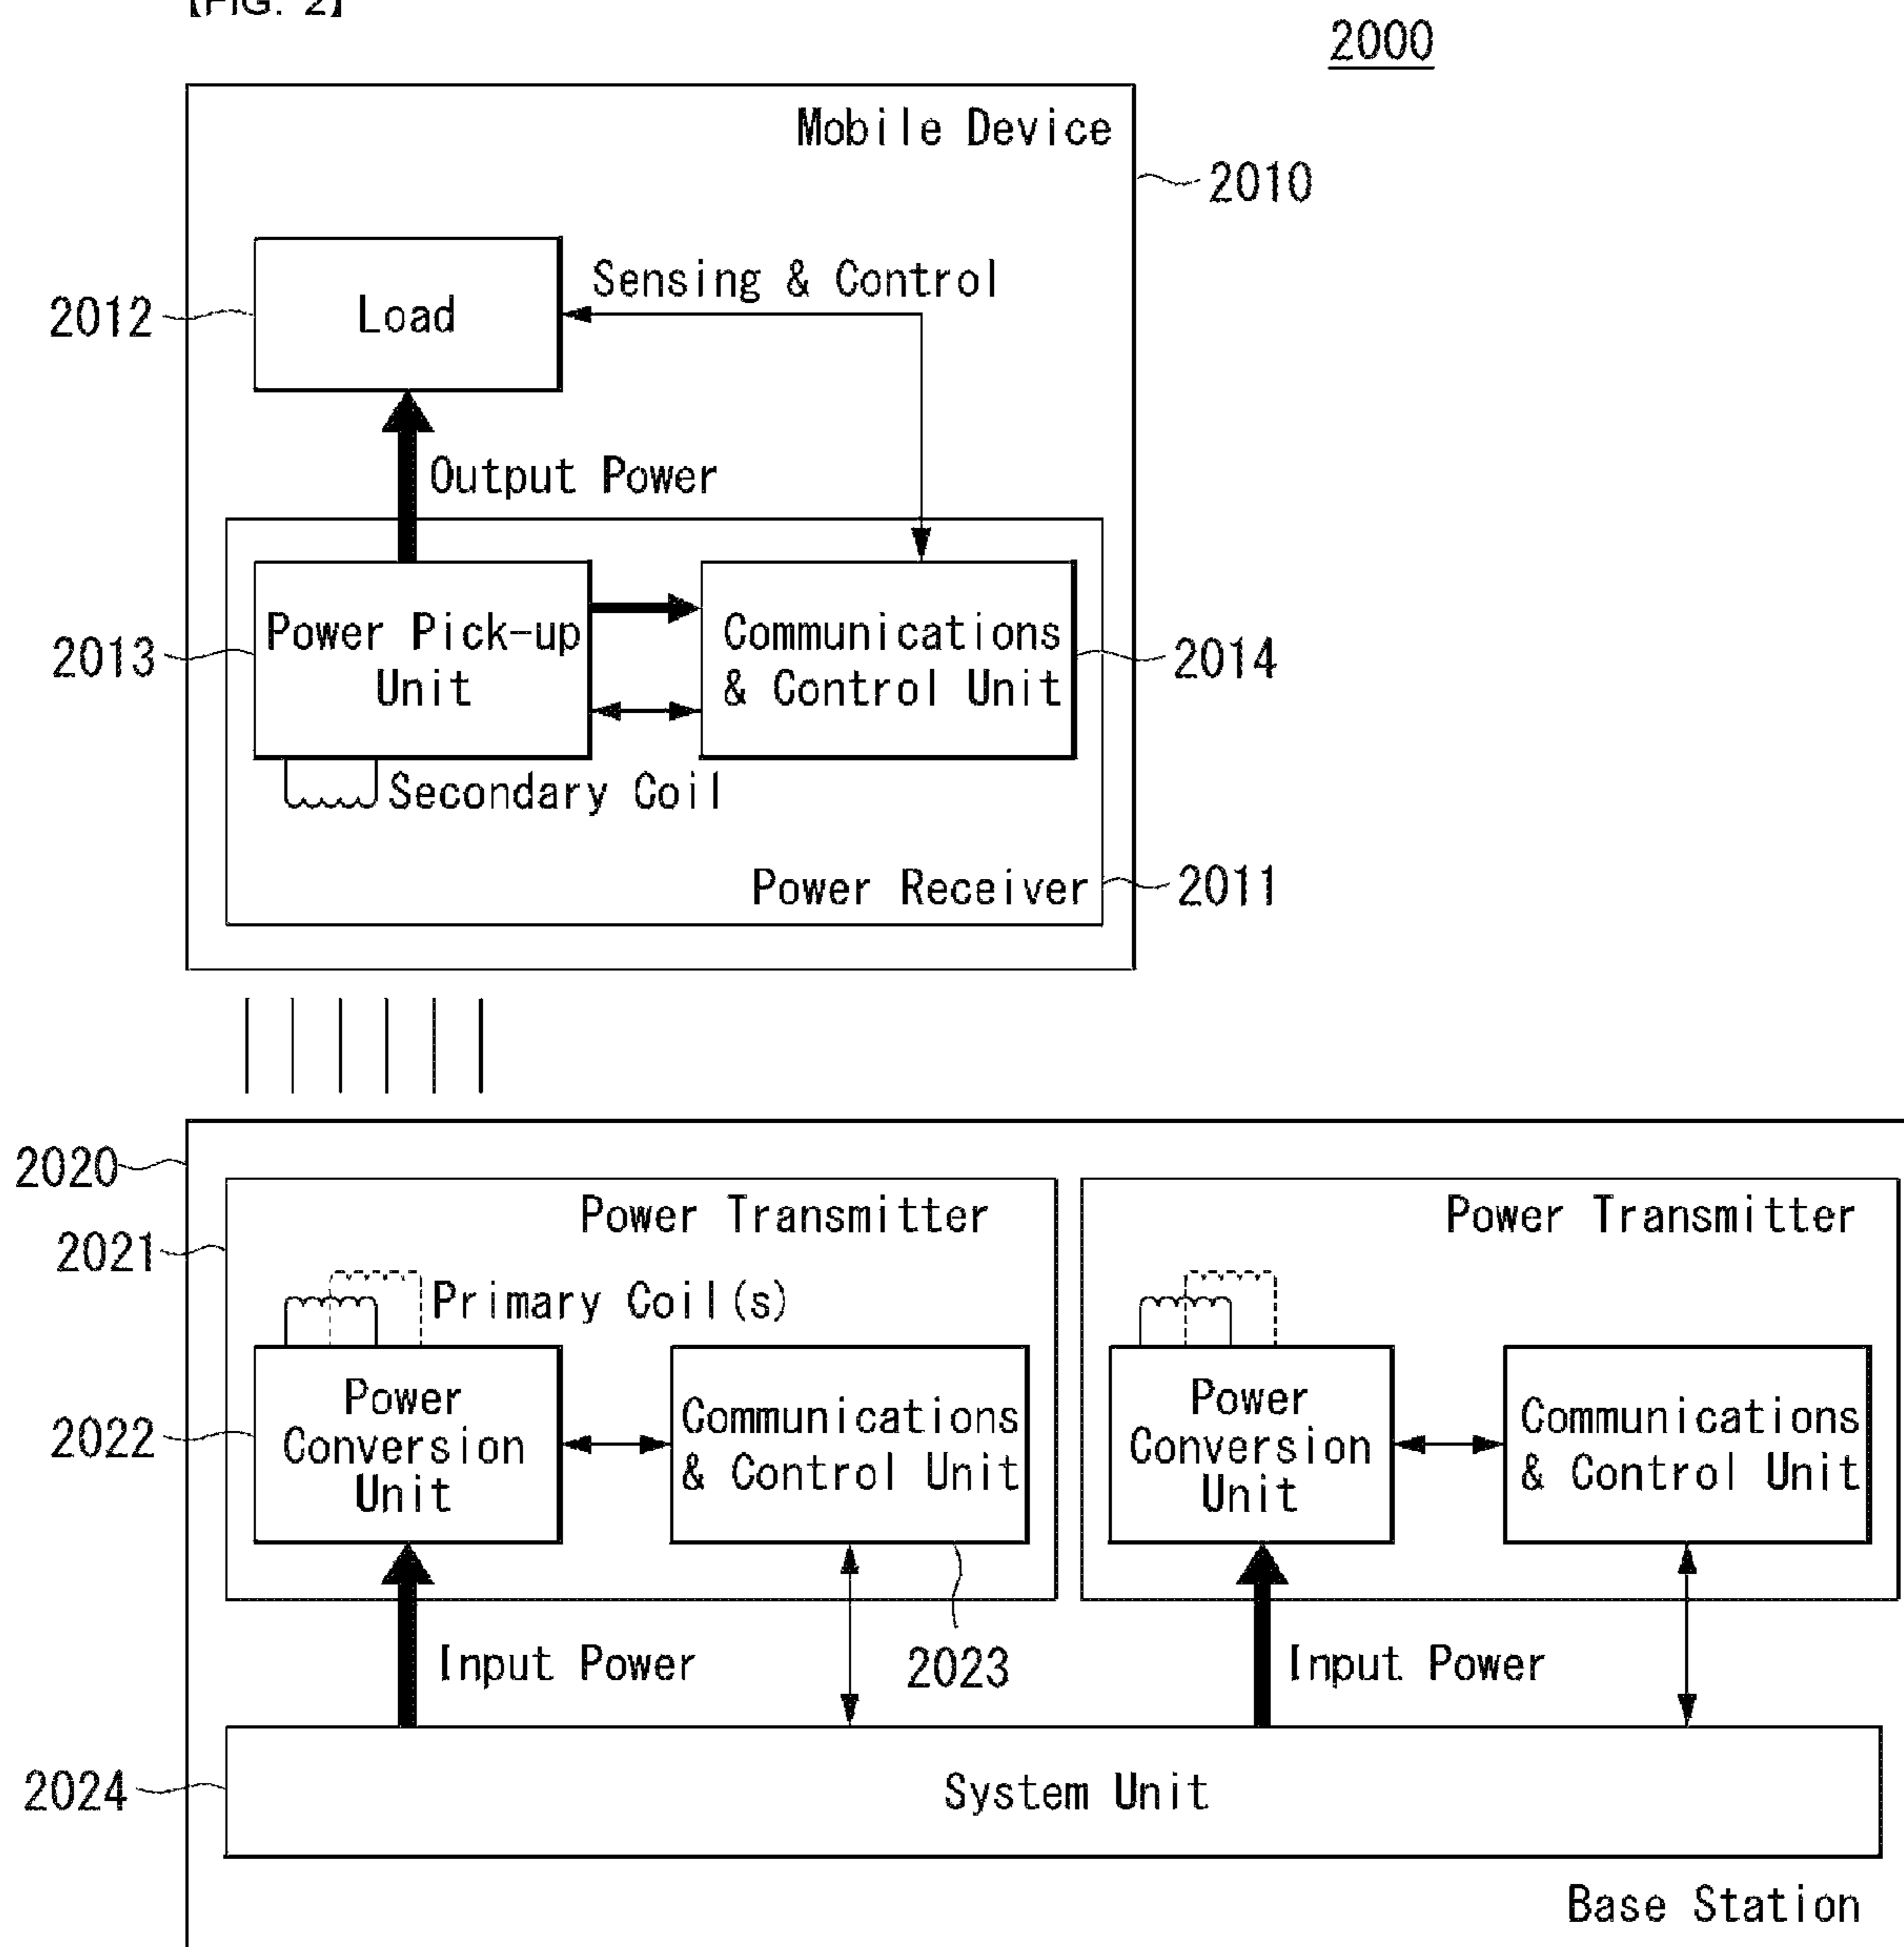 【FIG. 2】
2000
Mobile Device
2010
Sensing & Control
2012
Load
Output Power
2013
Power Pick-up
Unit
Communications
& Control Unit
2014
Secondary Coil
Power Receiver
2011
2020
Power Transmitter
Power Transmitter
2021
Primary Coil(s)
2022
Power
Conversion
Unit
Communications
& Control Unit
Power
Conversion
Unit
Communications
& Control Unit
Input Power
2023
Input Power
2024
System Unit
Base Station